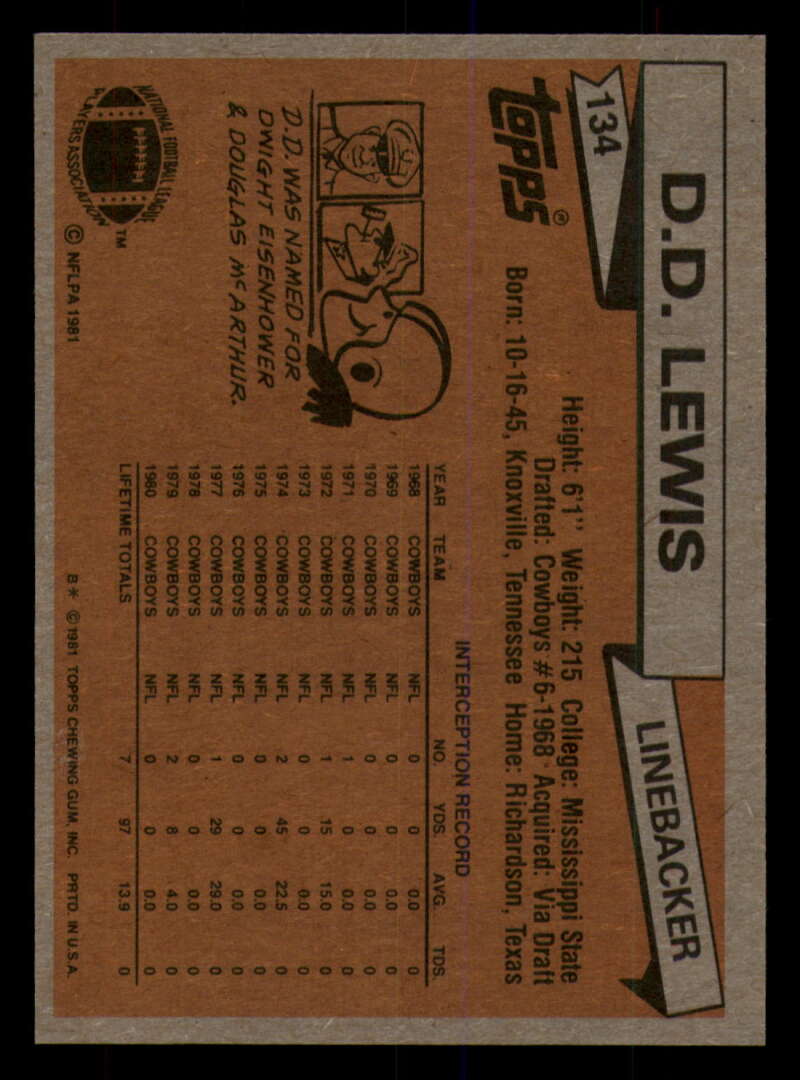 134
D.D. LEWIS
LINEBACKER
topps®
Height: 6'1" Weight: 215 College: Mississippi State
Drafted: Cowboys #6-1968 Acquired: Via Draft
Born: 10-16-45, Knoxville, Tennessee Home: Richardson, Texas
D.D. WAS NAMED FOR
DWIGHT EISENHOWER
& DOUGLAS McARTHUR.
INTERCEPTION RECORD
YEAR TEAM NO. YDS. AVG. TDS.
1968 COWBOYS NFL 0 0 0.0 0
1969 COWBOYS NFL 0 0 0.0 0
1970 COWBOYS NFL 0 0 0.0 0
1971 COWBOYS NFL 1 0 0.0 0
1972 COWBOYS NFL 1 15 15.0 0
1973 COWBOYS NFL 0 0 0.0 0
1974 COWBOYS NFL 2 45 22.5 0
1975 COWBOYS NFL 0 0 0.0 0
1976 COWBOYS NFL 0 0 0.0 0
1977 COWBOYS NFL 1 29 29.0 0
1978 COWBOYS NFL 0 0 0.0 0
1979 COWBOYS NFL 2 8 4.0 0
1980 COWBOYS NFL 0 0 0.0 0
LIFETIME TOTALS 7 97 13.9 0
NATIONAL FOOTBALL LEAGUE
PLAYERS ASSOCIATION
TM
© NFLPA 1981
B* ©1981 TOPPS CHEWING GUM, INC. PRTD. IN U.S.A.